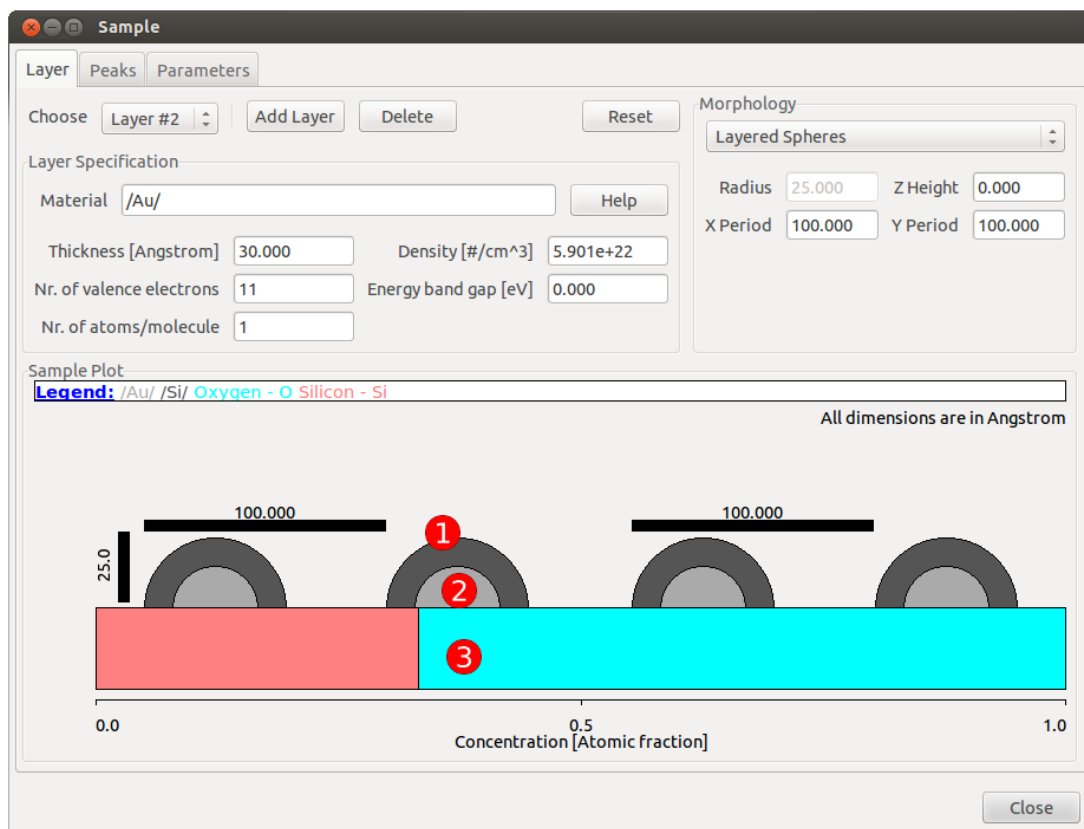 Sample
Layer Peaks Parameters
Choose Layer #2 Add Layer Delete Reset
Morphology
Layered Spheres
Radius 25.000 Z Height 0.000
X Period 100.000 Y Period 100.000
Layer Specification
Material /Au/ Help
Thickness [Angstrom] 30.000 Density [#/cm^3] 5.901e+22
Nr. of valence electrons 11 Energy band gap [eV] 0.000
Nr. of atoms/molecule 1
Sample Plot
Legend: /Au/ /Si/ Oxygen - O Silicon - Si
All dimensions are in Angstrom
100.000 100.000
25.0
1
2
3
0.0 0.5 1.0
Concentration [Atomic fraction]
Close